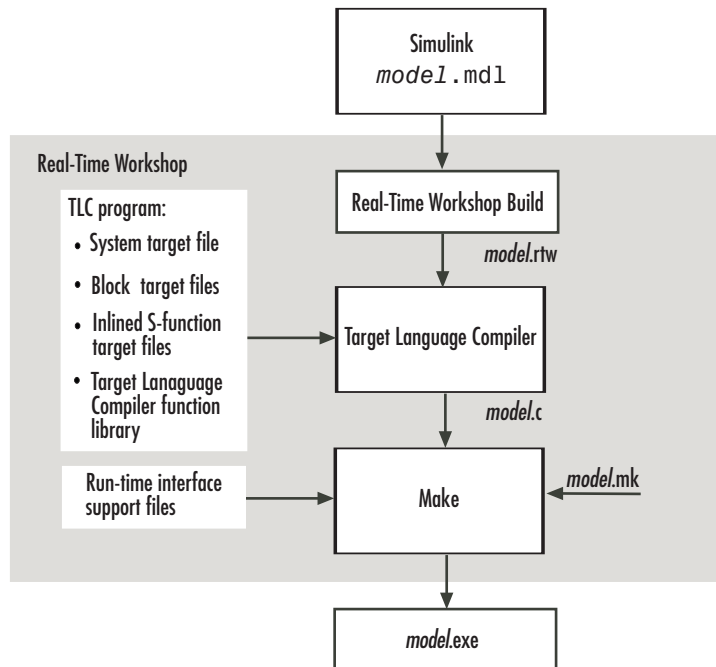 Simulink
model.mdl
Real-Time Workshop
TLC program:
• System target file
• Block target files
• Inlined S-function
target files
• Target Lanaguage
Compiler function
library
Real-Time Workshop Build
model.rtw
Target Language Compiler
model.c
Run-time interface
support files
Make
model.mk
model.exe